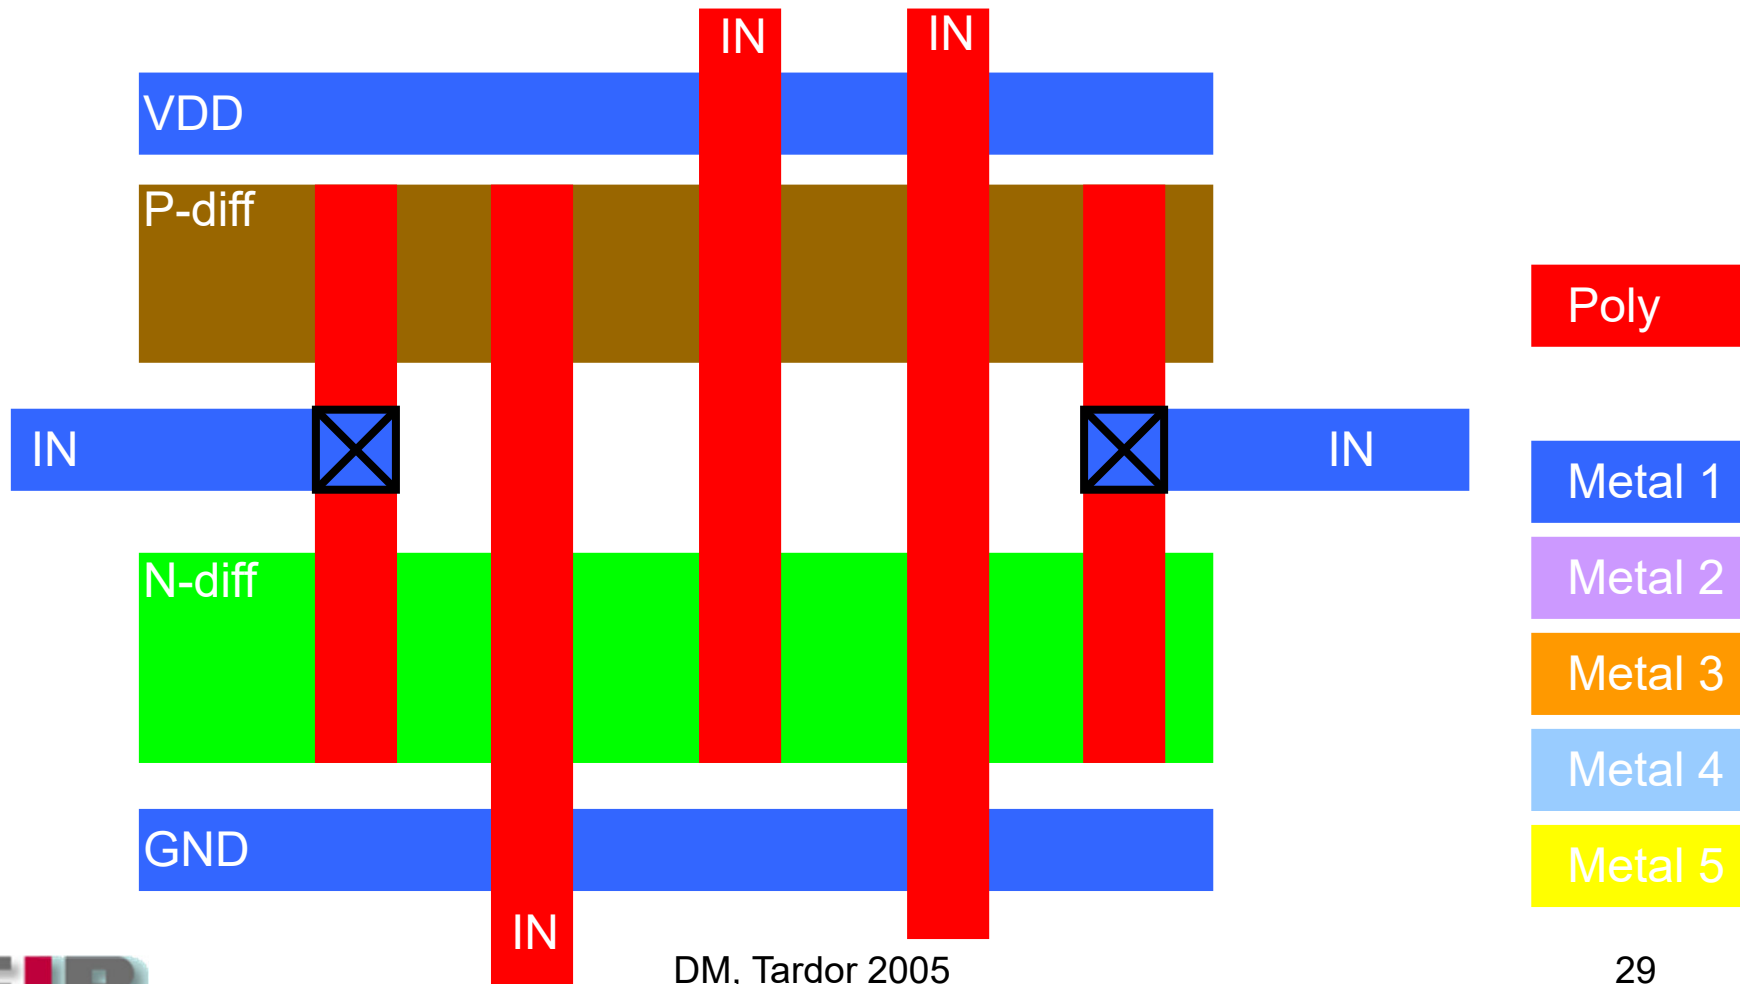 IN
IN
VDD
P-diff
Poly
IN
IN
Metal 1
Metal 2
N-diff
Metal 3
Metal 4
GND
Metal 5
IN
DM, Tardor 2005
29